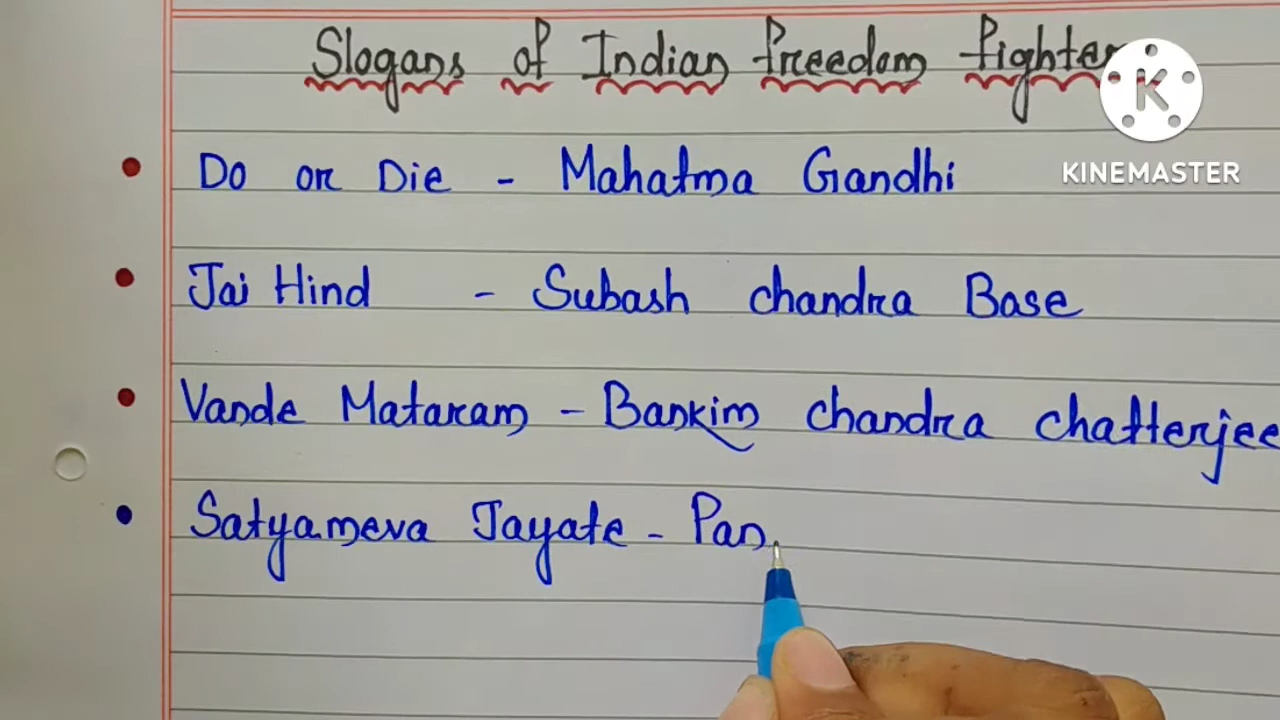 Slogans of Indian freedom fighter
K
KINEMASTER
Do or Die - Mahatma Gandhi
Jai Hind - Subash chandra Base
Vande Mataram - Bankim chandra chatterjee
Satyameva Jayate - Pan